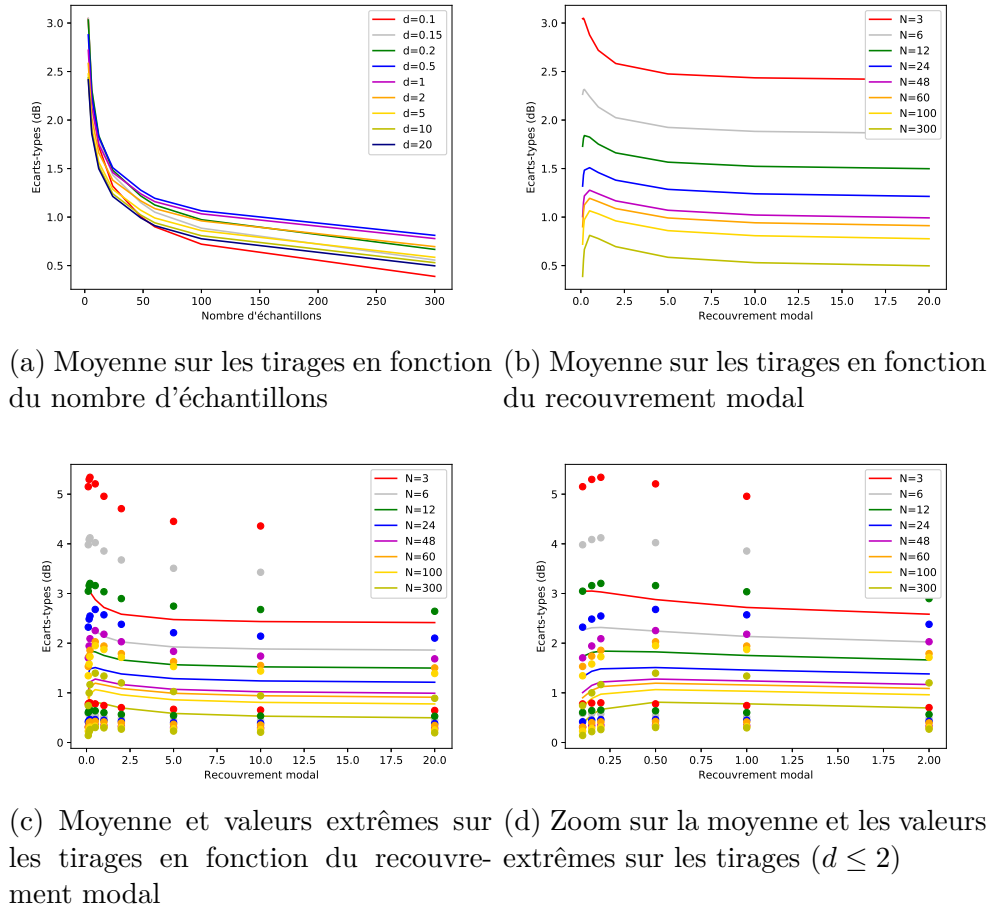 3.0
2.5
2.0
1.5
1.0
0.5
Ecarts-types (dB)
0
50
100
150
200
250
300
Nombre d'échantillons
d=0.1
d=0.15
d=0.2
d=0.5
d=1
d=2
d=5
d=10
d=20
3.0
2.5
2.0
1.5
1.0
0.5
Ecarts-types (dB)
0.0
2.5
5.0
7.5
10.0
12.5
15.0
17.5
20.0
Recouvrement modal
N=3
N=6
N=12
N=24
N=48
N=60
N=100
N=300
(a) Moyenne sur les tirages en fonction
du nombre d'échantillons
(b) Moyenne sur les tirages en fonction
du recouvrement modal
5
4
3
2
1
0
Ecarts-types (dB)
0.0
2.5
5.0
7.5
10.0
12.5
15.0
17.5
20.0
Recouvrement modal
N=3
N=6
N=12
N=24
N=48
N=60
N=100
N=300
5
4
3
2
1
0
Ecarts-types (dB)
0.25
0.50
0.75
1.00
1.25
1.50
1.75
2.00
Recouvrement modal
N=3
N=6
N=12
N=24
N=48
N=60
N=100
N=300
(c) Moyenne et valeurs extrêmes sur
les tirages en fonction du recouvre-
ment modal
(d) Zoom sur la moyenne et les valeurs
extrêmes sur les tirages (d ≤ 2)